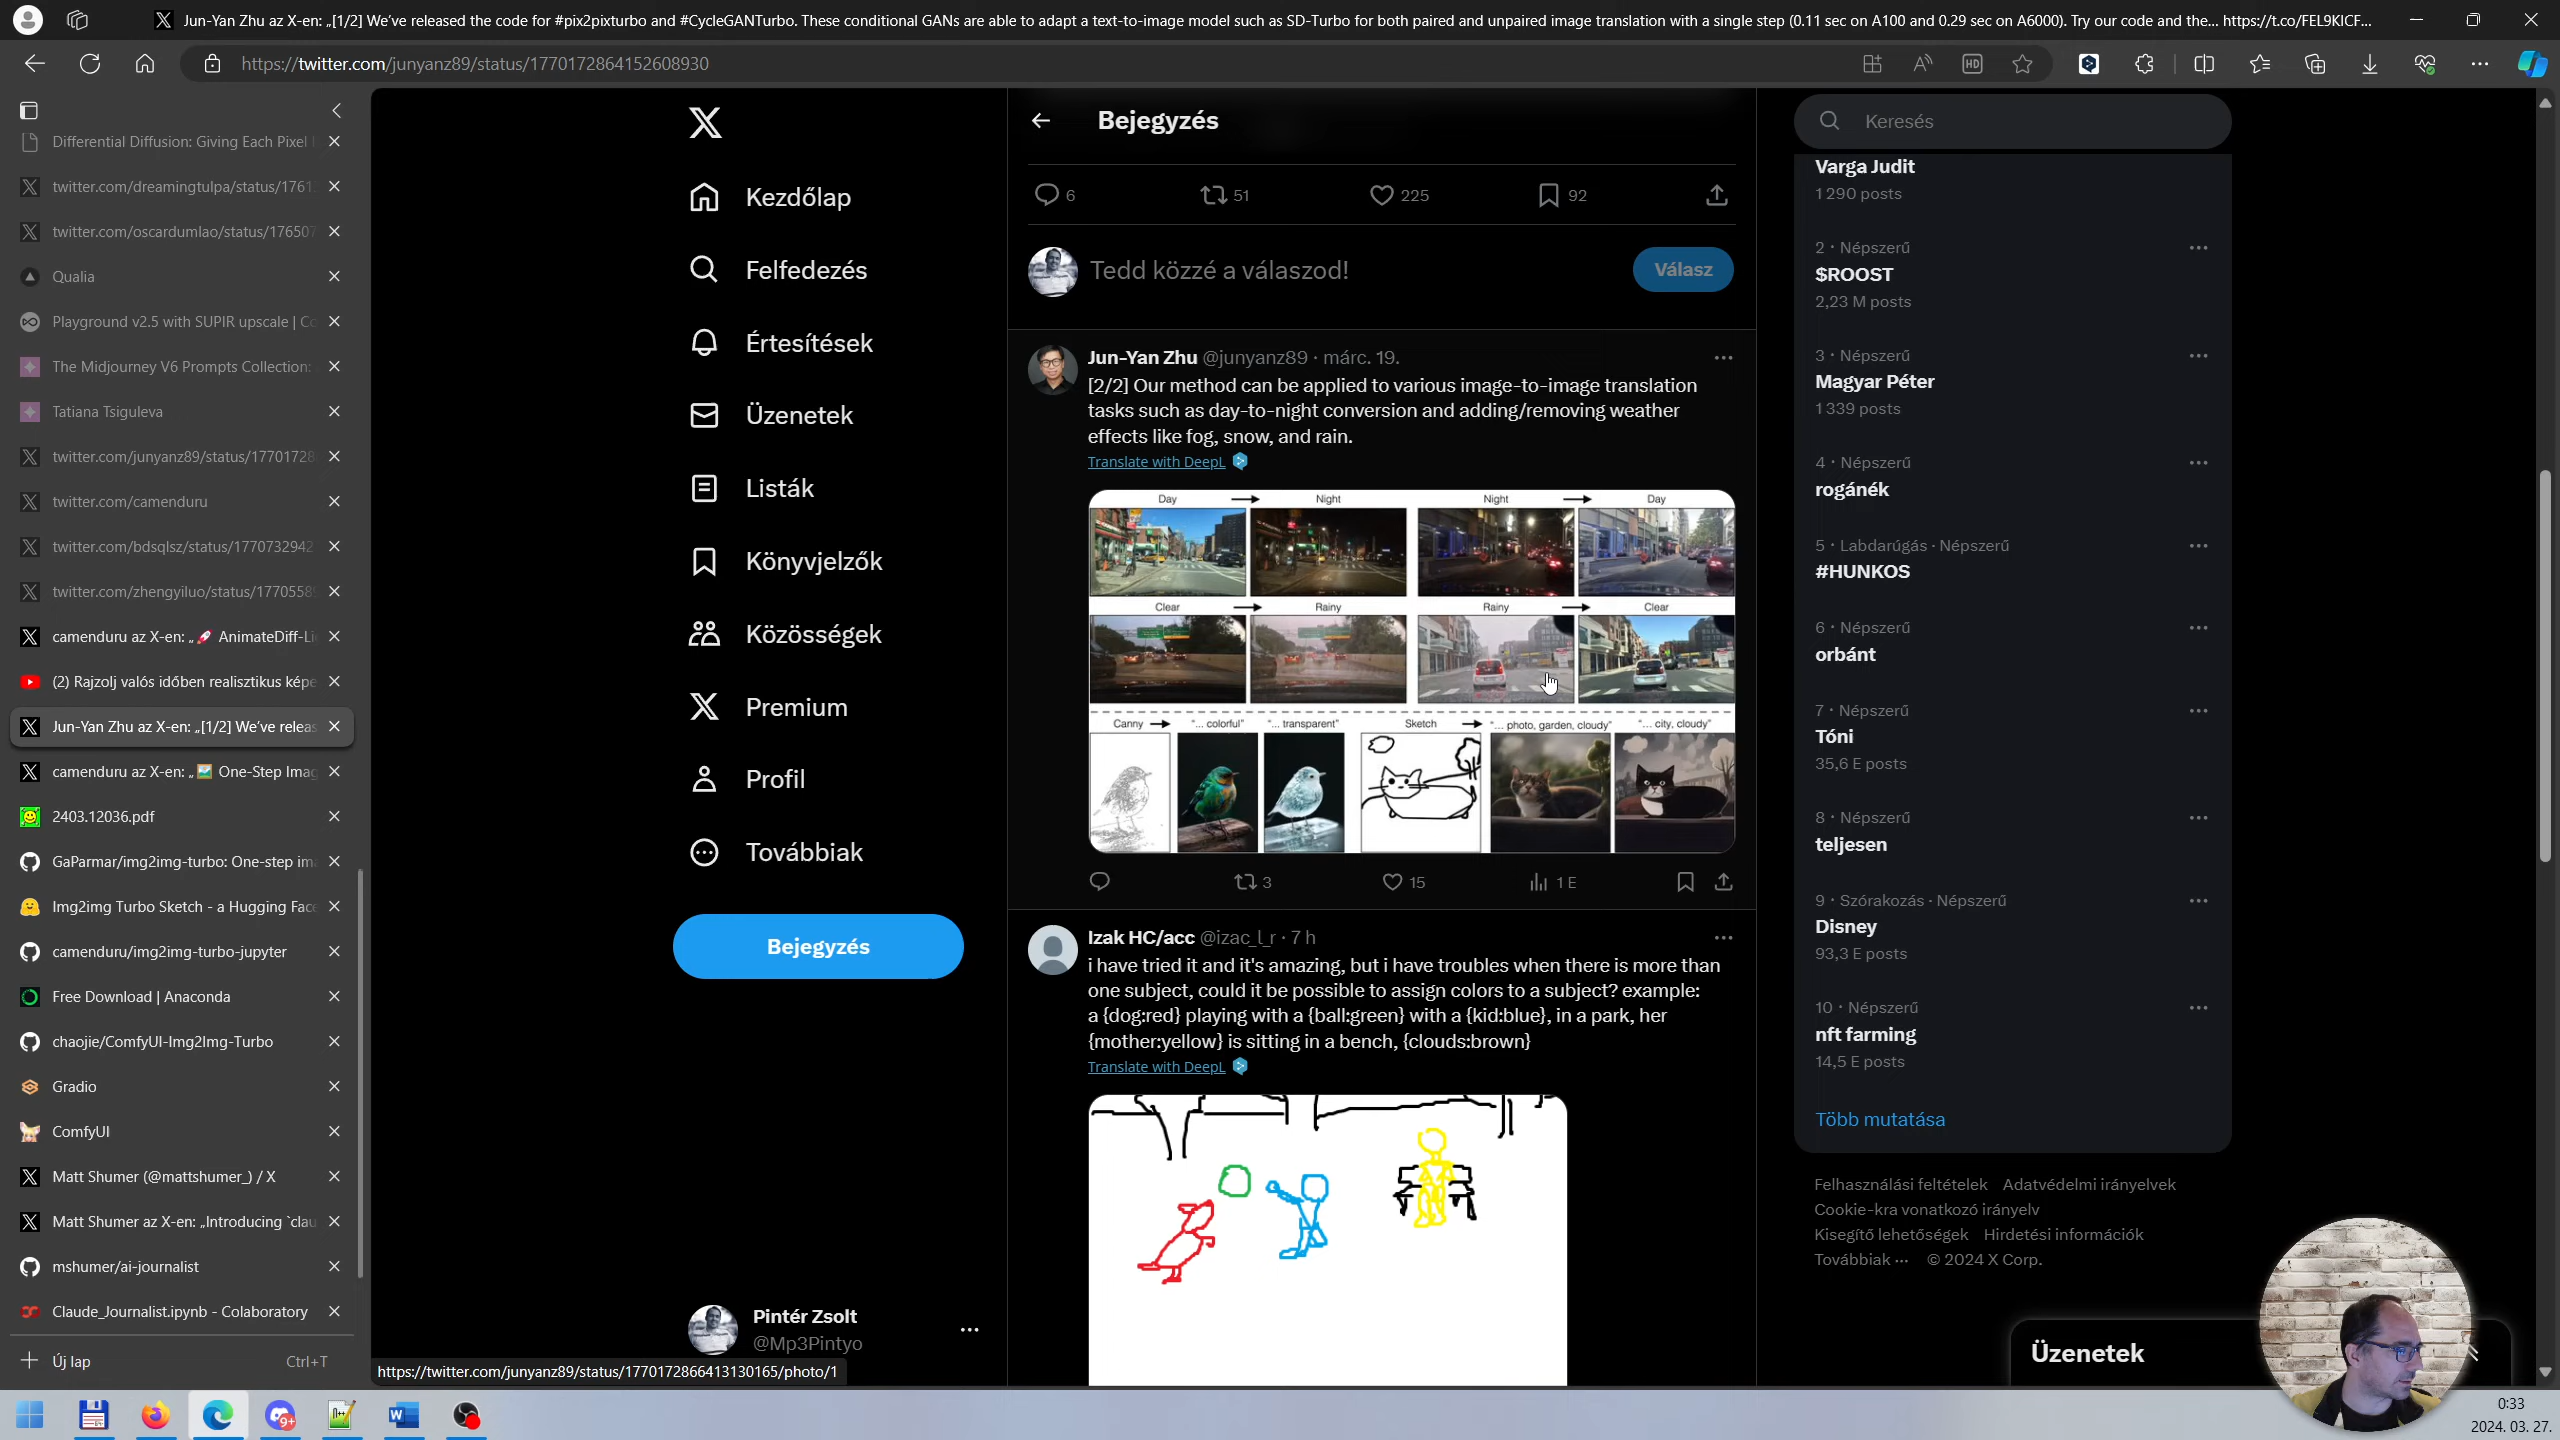 Jun-Yan Zhu az X-en: „[1/2] We’ve released the code for #pix2pixturbo and #CycleGANTurbo. These conditional GANs are able to adapt a text-to-image model such as SD-Turbo for both paired and unpaired image translation with a single step (0.11 sec on A100 and 0.29 sec on A6000). Try our code and the... https://t.co/FEL9KICF...
https://twitter.com/junyanz89/status/1770172864152608930
Differential Diffusion: Giving Each Pixel
twitter.com/dreamingtulpa/status/1761
twitter.com/oscardumlao/status/176507
Qualia
Playground v2.5 with SUPIR upscale | Co
The Midjourney V6 Prompts Collection:
Tatiana Tsiguleva
twitter.com/junyanz89/status/17701728
twitter.com/camenduru
twitter.com/bdsqlsz/status/1770732942
twitter.com/zhengyiluo/status/1770558
camenduru az X-en: „🚀 AnimateDiff-Li
(2) Rajzolj valós időben realisztikus képe
Jun-Yan Zhu az X-en: „[1/2] We’ve releas
camenduru az X-en: „🖼️ One-Step Imag
2403.12036.pdf
GaParmar/img2img-turbo: One-step im
Img2img Turbo Sketch - a Hugging Face
camenduru/img2img-turbo-jupyter
Free Download | Anaconda
chaojie/ComfyUI-Img2Img-Turbo
Gradio
ComfyUI
Matt Shumer (@mattshumer_) / X
Matt Shumer az X-en: „Introducing `clau
mshumer/ai-journalist
Claude_Journalist.ipynb - Colaboratory
Új lap Ctrl+T
Kezdőlap
Felfedezés
Értesítések
Üzenetek
Listák
Könyvjelzők
Közösségek
Premium
Profil
Továbbiak
Bejegyzés
Pintér Zsolt
@Mp3Pintyo
https://twitter.com/junyanz89/status/1770172866413130165/photo/1
Bejegyzés
6 51 225 92
Tedd közzé a válaszod!
Válasz
Jun-Yan Zhu @junyanz89 · márc. 19.
[2/2] Our method can be applied to various image-to-image translation
tasks such as day-to-night conversion and adding/removing weather
effects like fog, snow, and rain.
Translate with DeepL
Day Night Night Day
Clear Rainy Rainy Clear
Canny "... colorful" "... transparent" Sketch "... photo, garden, cloudy" "... city, cloudy"
3 15 1 E
Izak HC/acc @izac_l_r · 7 h
i have tried it and it's amazing, but i have troubles when there is more than
one subject, could it be possible to assign colors to a subject? example:
a {dog:red} playing with a {ball:green} with a {kid:blue}, in a park, her
{mother:yellow} is sitting in a bench, {clouds:brown}
Translate with DeepL
Keresés
Varga Judit
1 290 posts
2 · Népszerű
$ROOST
2,23 M posts
3 · Népszerű
Magyar Péter
1 339 posts
4 · Népszerű
rogánék
5 · Labdarúgás · Népszerű
#HUNKOS
6 · Népszerű
orbánt
7 · Népszerű
Tóni
35,6 E posts
8 · Népszerű
teljesen
9 · Szórakozás · Népszerű
Disney
93,3 E posts
10 · Népszerű
nft farming
14,5 E posts
Több mutatása
Felhasználási feltételek Adatvédelmi irányelvek
Cookie-kra vonatkozó irányelv
Kisegítő lehetőségek Hirdetési információk
Továbbiak ··· © 2024 X Corp.
Üzenetek
0:33
2024. 03. 27.